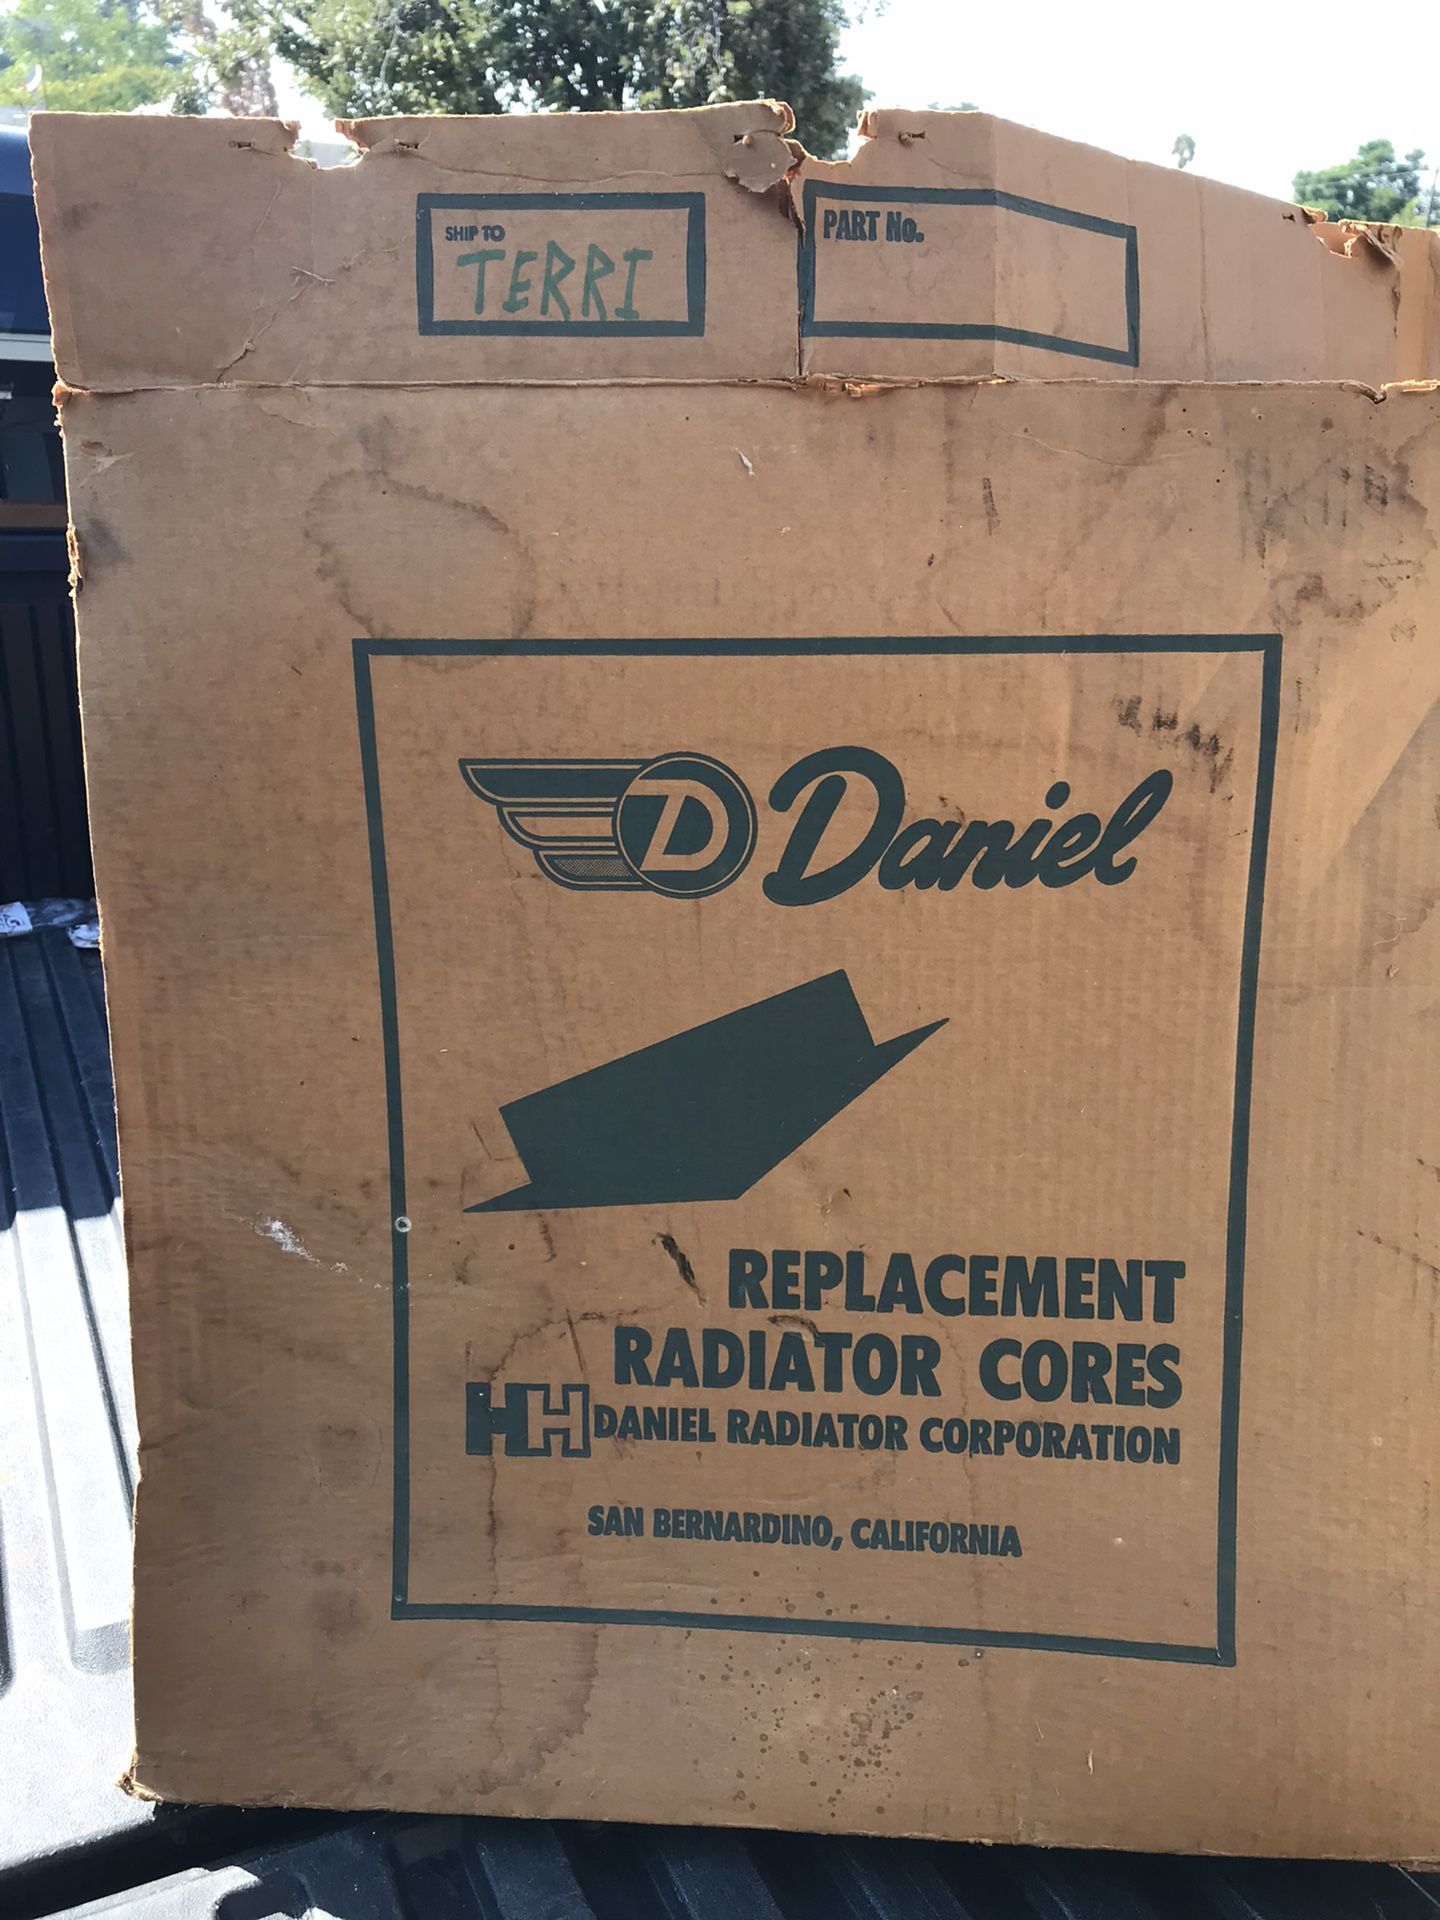 SHIP TO
TERRI
PART No.
D Daniel
REPLACEMENT
RADIATOR CORES
HH DANIEL RADIATOR CORPORATION
SAN BERNARDINO, CALIFORNIA